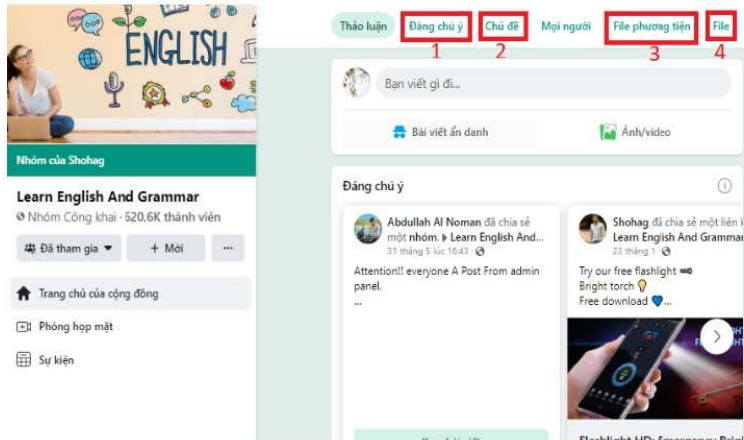 ENGLISH
Nhóm của Shohag
Learn English And Grammar
Nhóm Công khai · 620,6K thành viên
Đã tham gia
+ Mời
...
Trang chủ của cộng đồng
Phòng họp mặt
Sự kiện
Thảo luận Đáng chú ý Chủ đề Mọi người File phương tiện File
1 2 3 4
Bạn viết gì đi...
Bài viết ẩn danh
Ảnh/video
Đáng chú ý
Abdullah Al Noman đã chia sẻ
một nhóm. ▸ Learn English And...
31 tháng 5 lúc 16:43 ·
Attention!! everyone A Post From admin
panel.
...
Shohag đã chia sẻ một liên
Learn English And Grammar
23 tháng 1 ·
Try our free flashlight
Bright torch
Free download 💙...